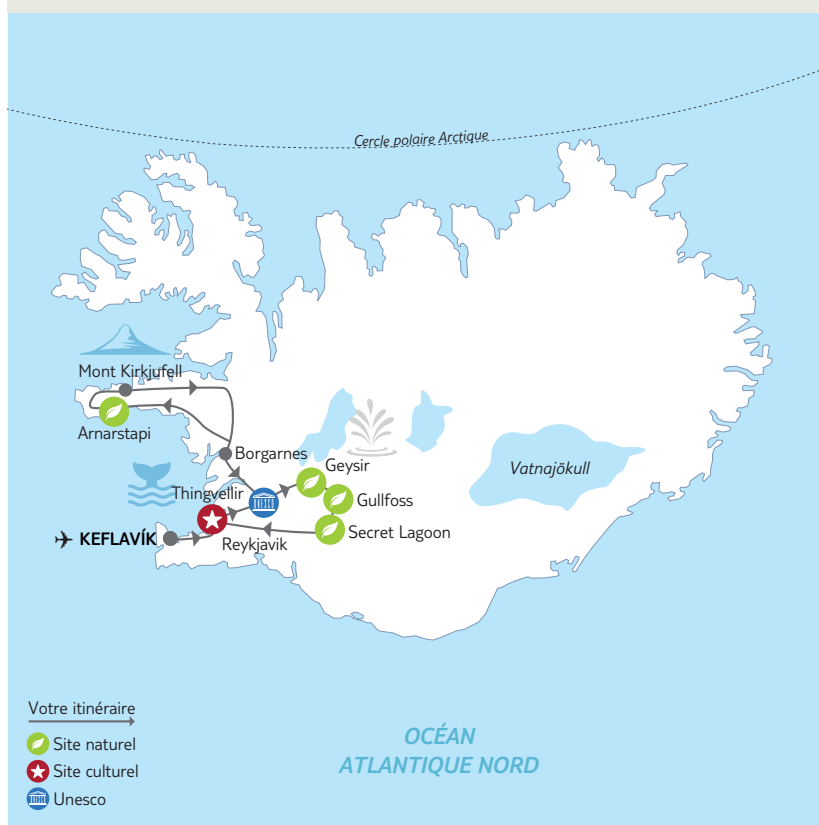 Cercle polaire Arctique
Mont Kirkjufell
Arnarstapi
Borgarnes
Geysir
Vatnajökull
Thingvellir
UNESCO
Gullfoss
Secret Lagoon
KEFLAVÍK
Reykjavik
Votre itinéraire
Site naturel
Site culturel
Unesco
OCÉAN
ATLANTIQUE NORD